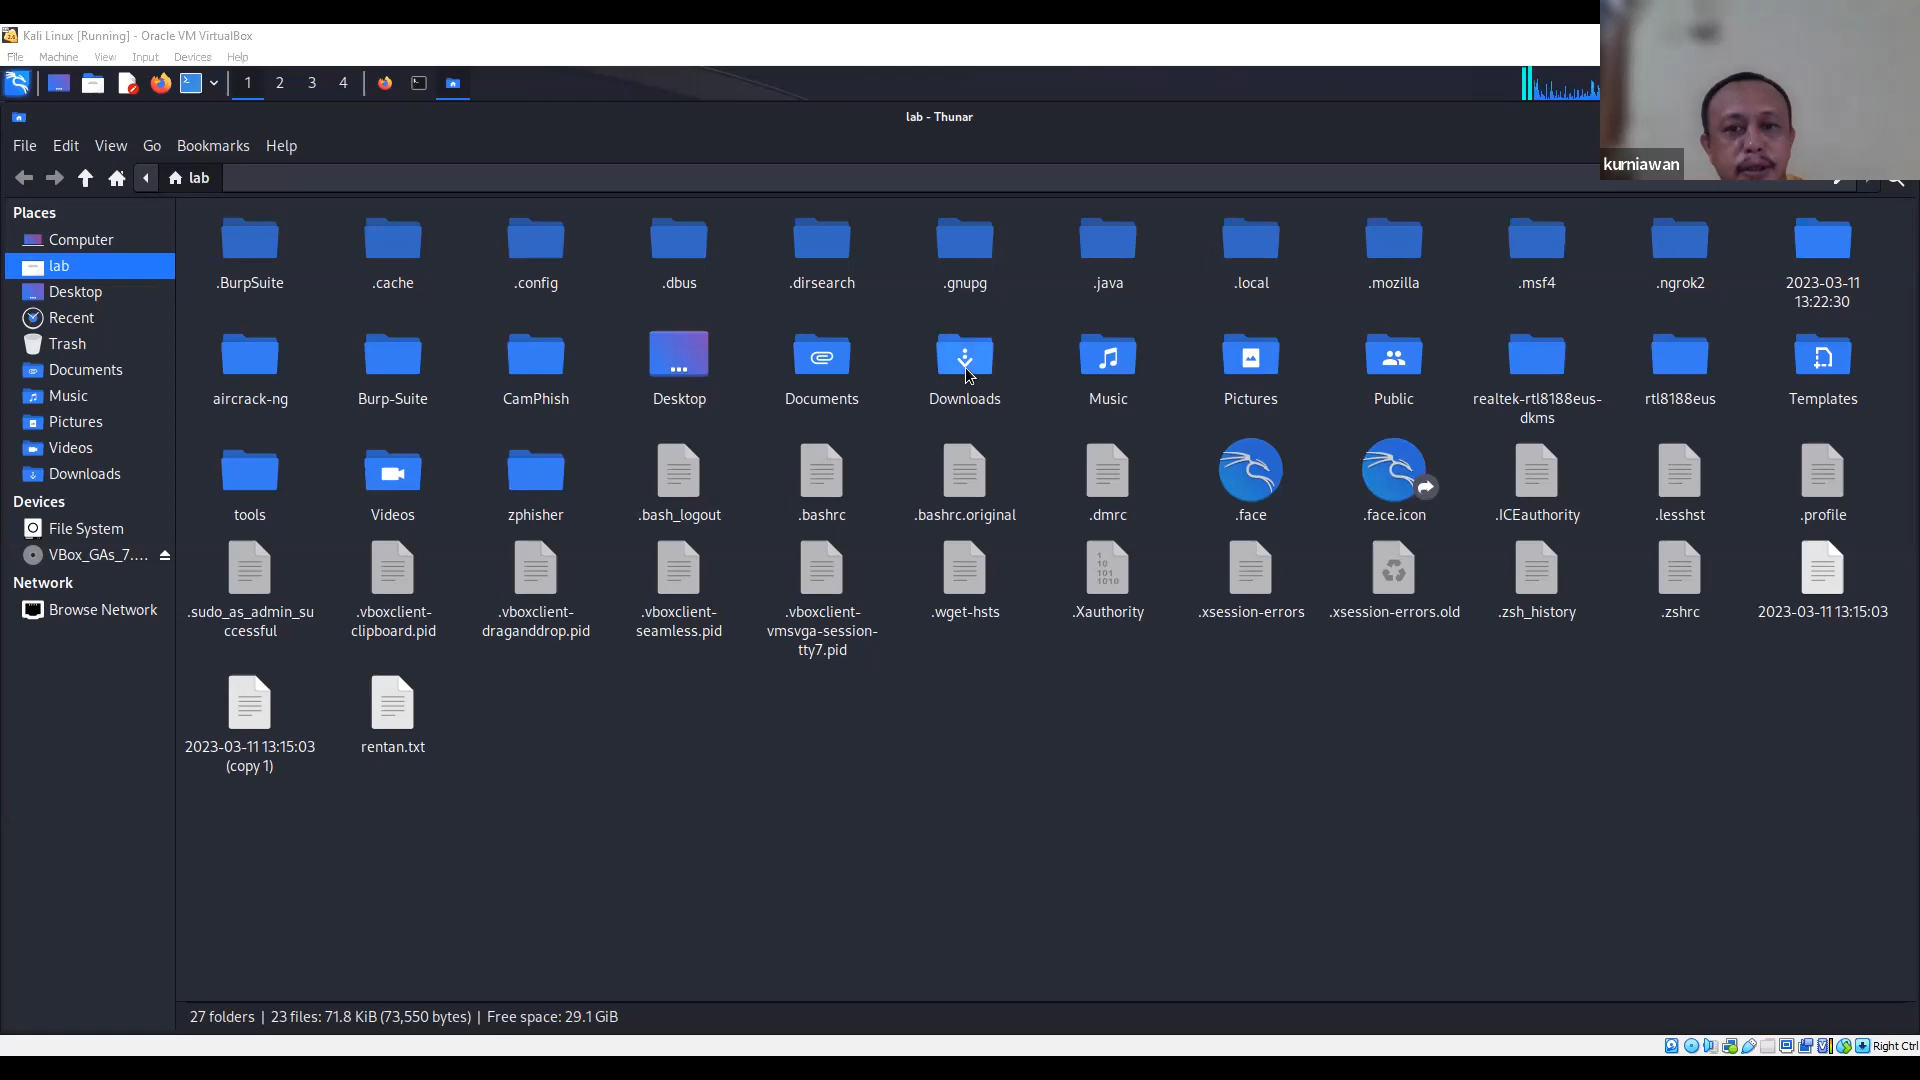 Kali Linux [Running] - Oracle VM VirtualBox
File Machine View Input Devices Help
1 2 3 4
lab - Thunar
kurniawan
File Edit View Go Bookmarks Help
lab
Places
Computer
lab
Desktop
Recent
Trash
Documents
Music
Pictures
Videos
Downloads
Devices
File System
VBox_GAs_7....
Network
Browse Network
.BurpSuite .cache .config .dbus .dirsearch .gnupg .java .local .mozilla .msf4 .ngrok2 2023-03-11
13:22:30
aircrack-ng Burp-Suite CamPhish Desktop Documents Downloads Music Pictures Public realtek-rtl8188eus- rtl8188eus Templates
dkms
tools Videos zphisher .bash_logout .bashrc .bashrc.original .dmrc .face .face.icon .ICEauthority .lesshst .profile
.sudo_as_admin_su .vboxclient- .vboxclient- .vboxclient- .vboxclient- .wget-hsts .Xauthority .xsession-errors .xsession-errors.old .zsh_history .zshrc 2023-03-11 13:15:03
ccessful clipboard.pid draganddrop.pid seamless.pid vmsvga-session-
tty7.pid
2023-03-11 13:15:03 rentan.txt
(copy 1)
27 folders | 23 files: 71.8 KiB (73,550 bytes) | Free space: 29.1 GiB
Right Ctrl